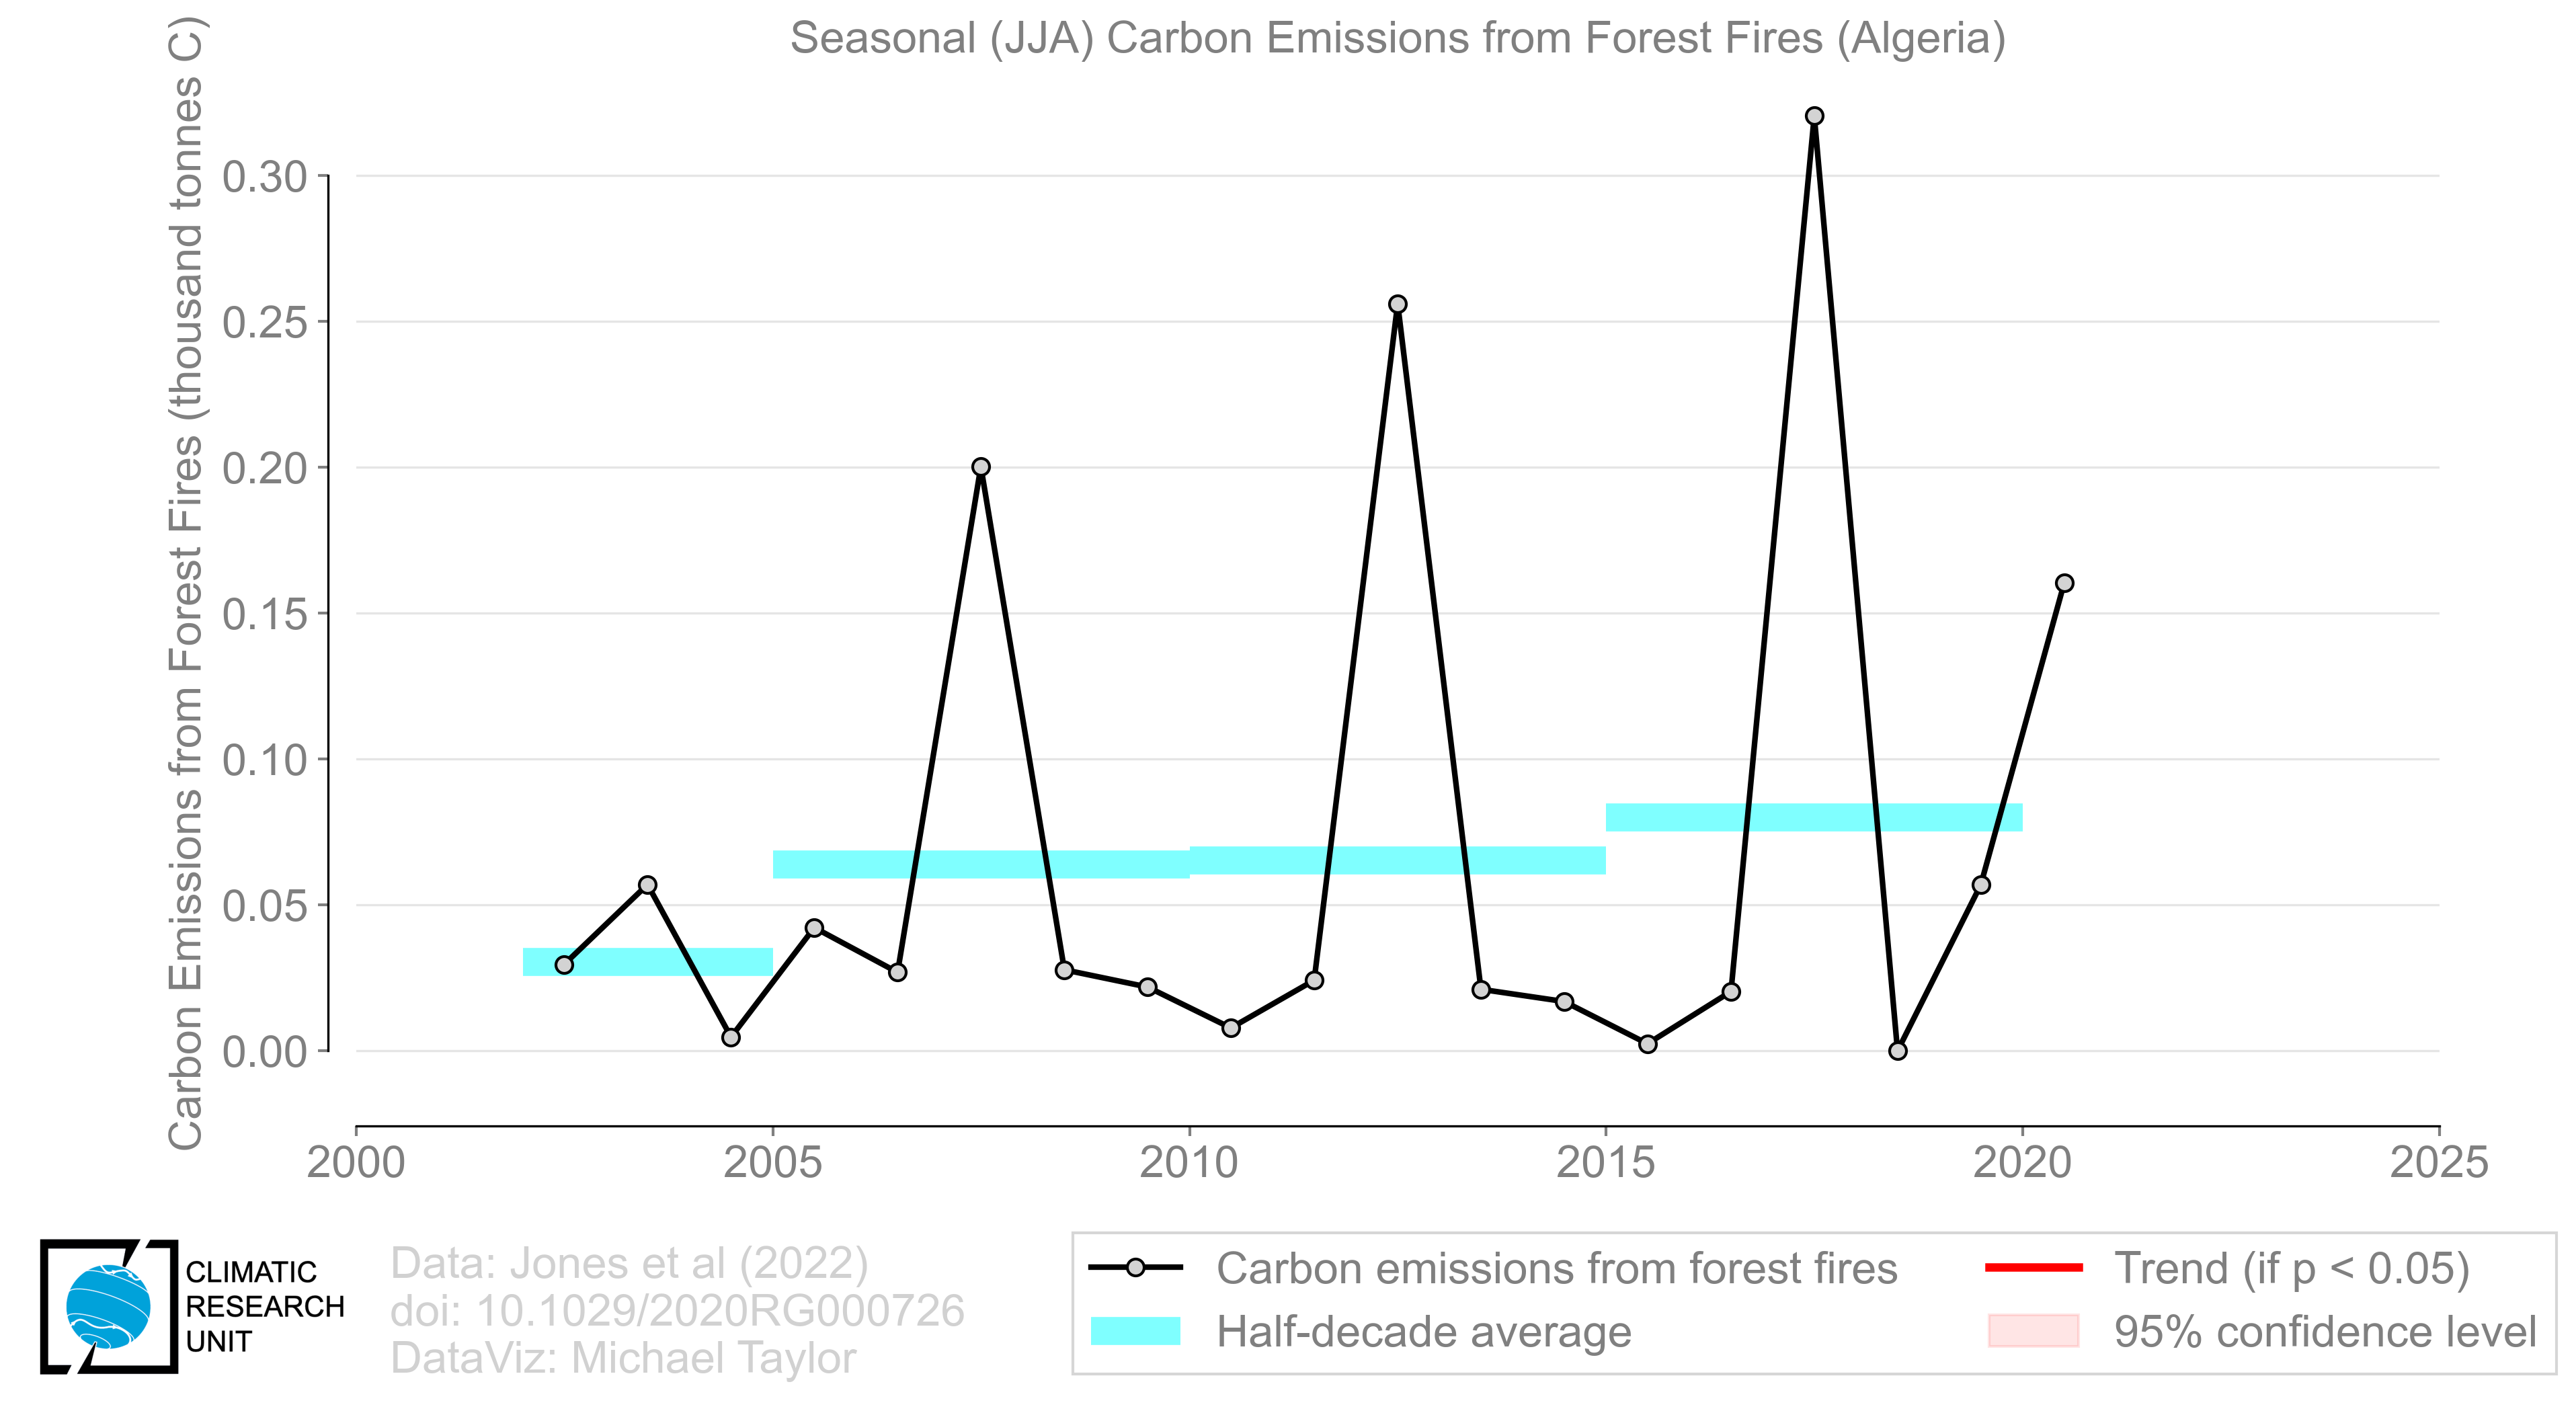 Seasonal (JJA) Carbon Emissions from Forest Fires (Algeria)
Carbon Emissions from Forest Fires (thousand tonnes C)
0.30
0.25
0.20
0.15
0.10
0.05
0.00
2000 2005 2010 2015 2020 2025
CLIMATIC
RESEARCH
UNIT
Data: Jones et al (2022)
doi: 10.1029/2020RG000726
DataViz: Michael Taylor
Carbon emissions from forest fires
Half-decade average
Trend (if p < 0.05)
95% confidence level